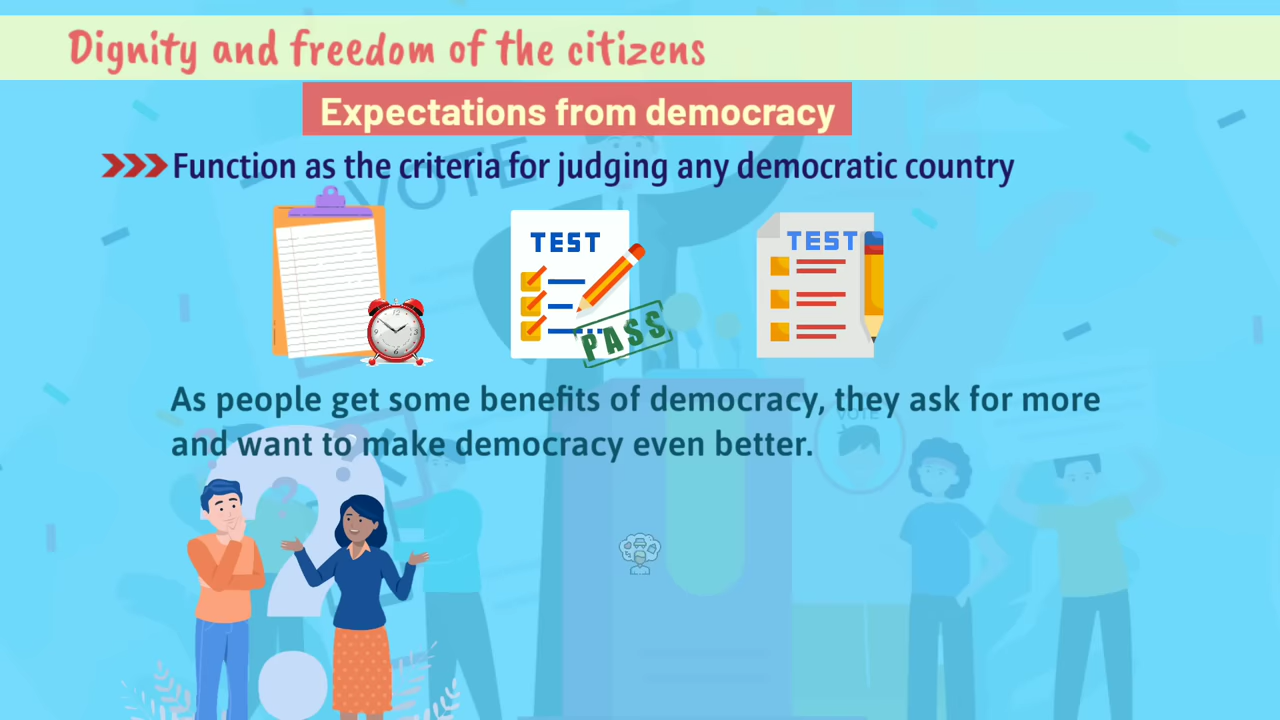 Dignity and freedom of the citizens
Expectations from democracy
Function as the criteria for judging any democratic country
VOTE
TEST
PASS
TEST
As people get some benefits of democracy, they ask for more
and want to make democracy even better.
VOTE